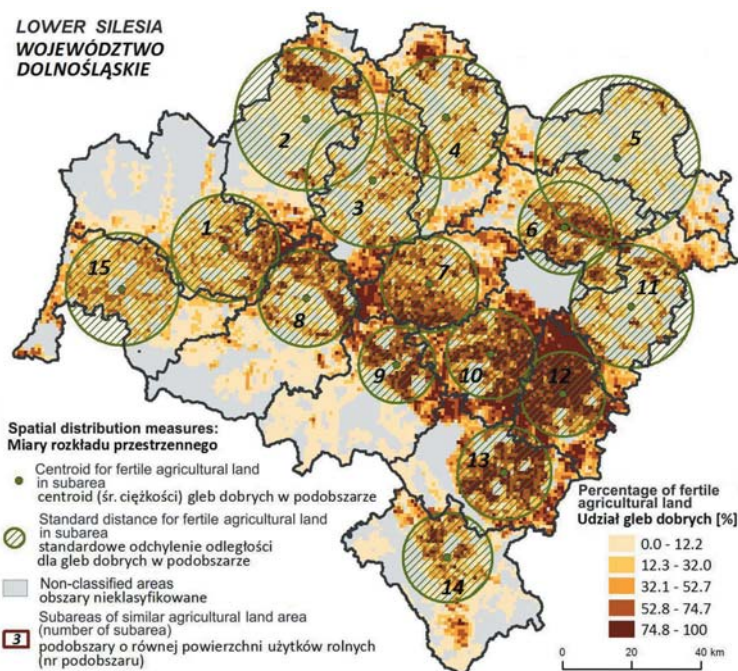 LOWER SILESIA
WOJEWÓDZTWO
DOLNOŚLĄSKIE
2
4
5
3
1
6
15
7
11
8
9
10
12
13
14
Spatial distribution measures:
Miary rozkładu przestrzennego
Centroid for fertile agricultural land
in subarea
centroid (śr. ciężkości) gleb dobrych w podobszarze
Standard distance for fertile agricultural land
in subarea
standardowe odchylenie odległości
dla gleb dobrych w podobszarze
Non-classified areas
obszary nieklasyfikowane
Subareas of similar agricultural land area
(number of subarea)
3
podobszary o równej powierzchni użytków rolnych
(nr podobszaru)
Percentage of fertile
agricultural land
Udział gleb dobrych [%]
0.0 - 12.2
12.3 - 32.0
32.1 - 52.7
52.8 - 74.7
74.8 - 100
0 20 40 km